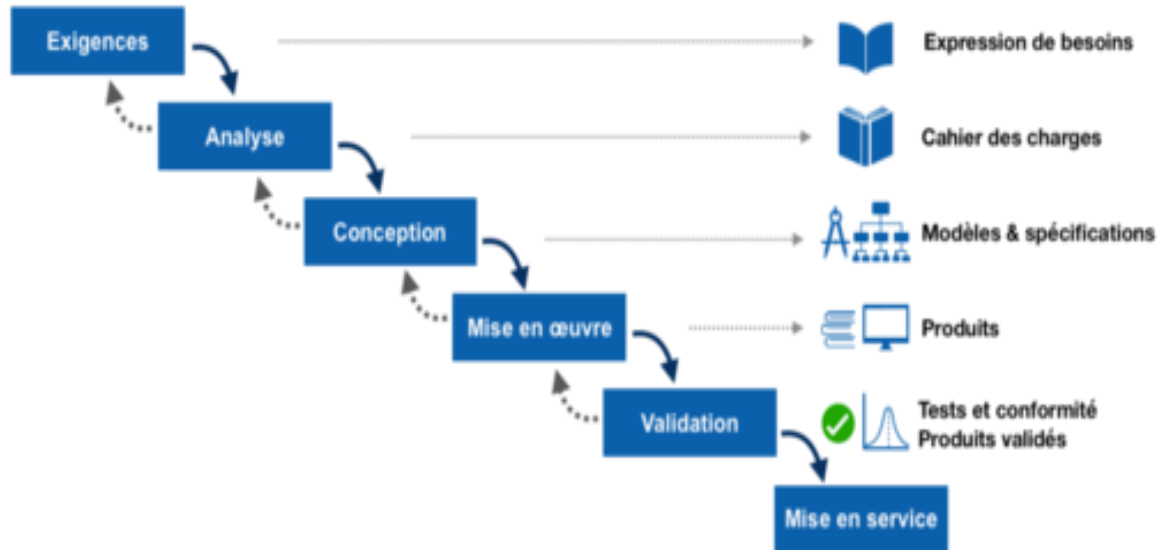 Exigences
Expression de besoins
Analyse
Cahier des charges
Conception
Modèles & spécifications
Mise en œuvre
Produits
Validation
Tests et conformité
Produits validés
Mise en service